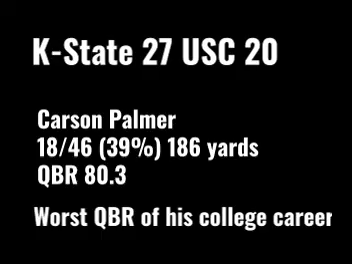 K-State 27 USC 20
Carson Palmer
18/46 (39%) 186 yards
QBR 80.3
Worst QBR of his college career